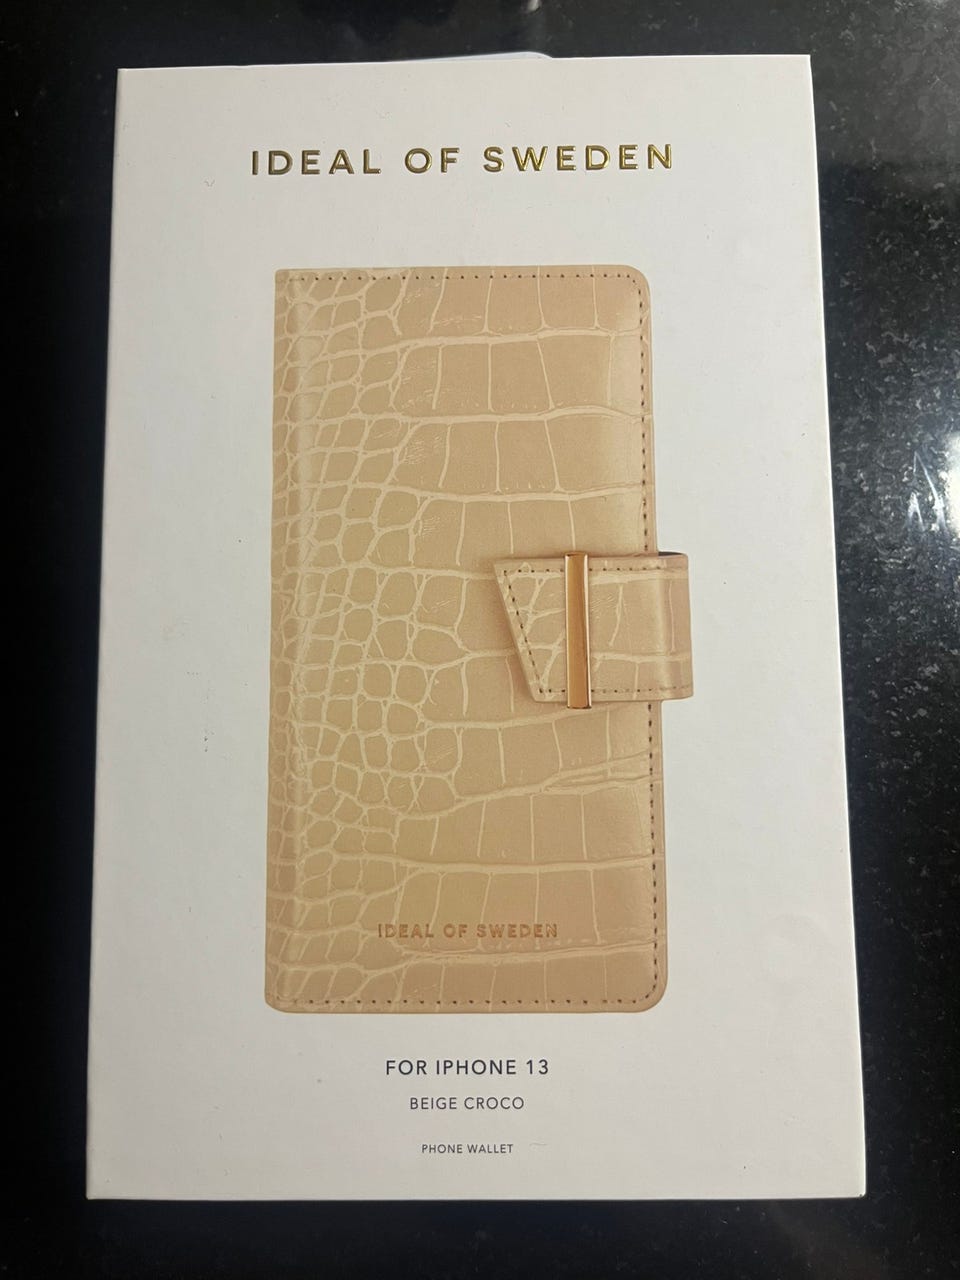 IDEAL OF SWEDEN
IDEAL OF SWEDEN
FOR IPHONE 13
BEIGE CROCO
PHONE WALLET